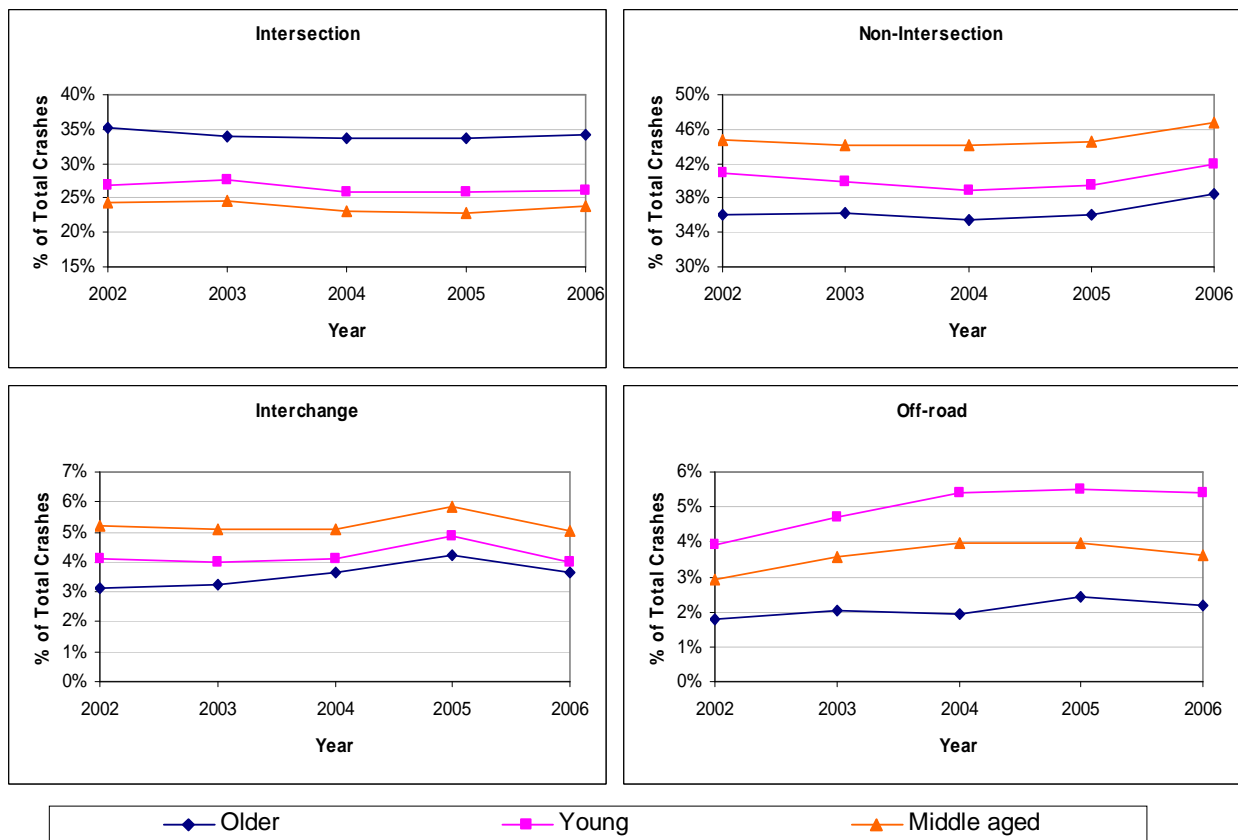 Intersection
% of Total Crashes
40%
35%
30%
25%
20%
15%
2002 2003 2004 2005 2006
Year
Non-Intersection
% of Total Crashes
50%
46%
42%
38%
34%
30%
2002 2003 2004 2005 2006
Year
Interchange
% of Total Crashes
7%
6%
5%
4%
3%
2%
1%
0%
2002 2003 2004 2005 2006
Year
Off-road
% of Total Crashes
6%
5%
4%
3%
2%
1%
0%
2002 2003 2004 2005 2006
Year
Older Young Middle aged